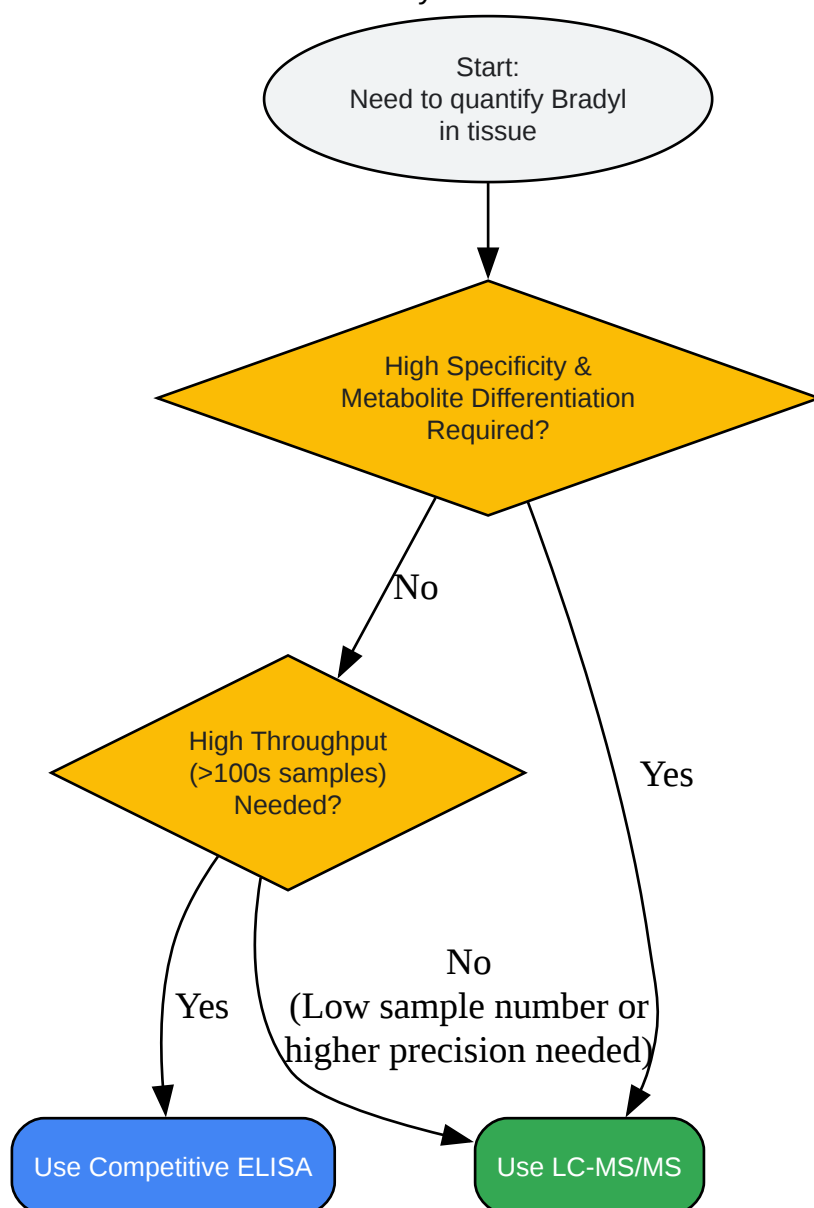 Start:
Need to quantify Bradyl
in tissue
High Specificity &
Metabolite Differentiation
Required?
No
High Throughput
(>100s samples)
Needed?
Yes
Yes
No
(Low sample number or
higher precision needed)
Use Competitive ELISA
Use LC-MS/MS